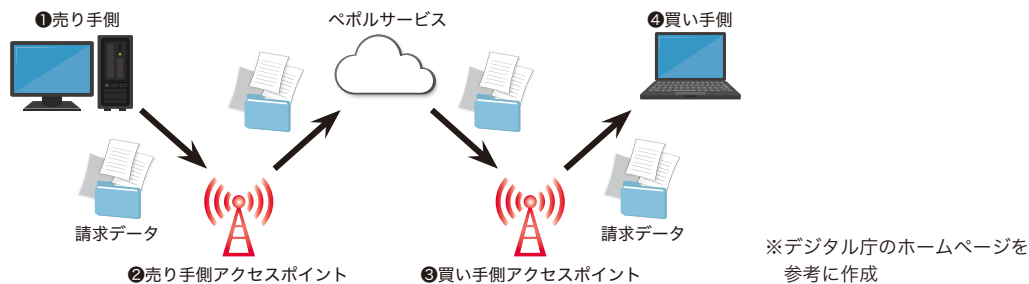 ❶売り手側
ペポルサービス
❹買い手側
請求データ
請求データ
❷売り手側アクセスポイント
❸買い手側アクセスポイント
※デジタル庁のホームページを
参考に作成